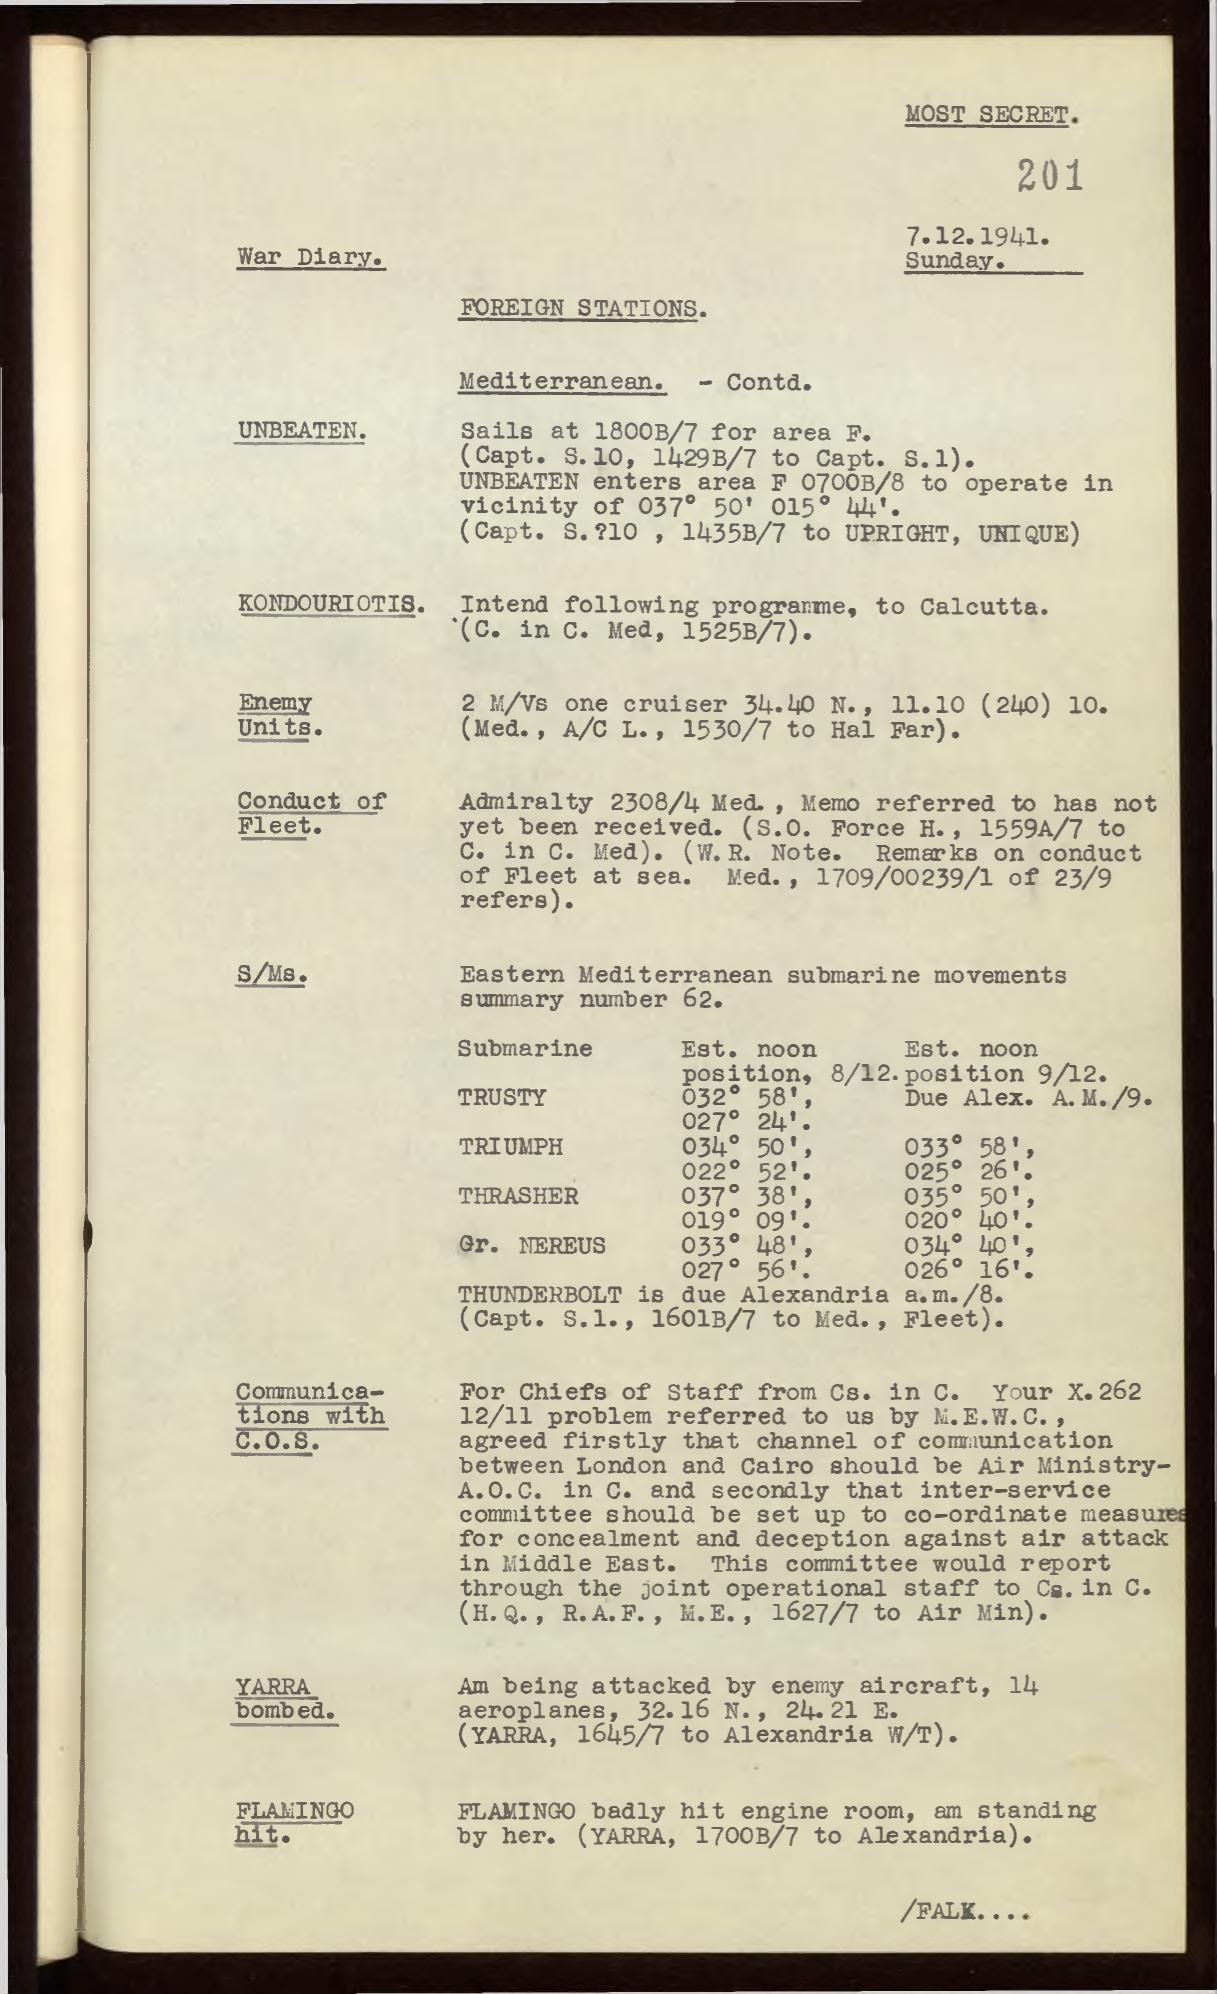 MOST SECRET.
201
7.12.1941.
War Diary.
Sunday.
FOREIGN STATIONS.
Mediterranean. - Contd.
UNBEATEN. Sails at 1800B/7 for area F.
(Capt. S.10, 1429B/7 to Capt. S.1).
UNBEATEN enters area F 0700B/8 to operate in
vicinity of 037° 50' 015° 44'.
(Capt. S.?10 , 1435B/7 to UPRIGHT, UNIQUE)
KONDOURIOTIS. Intend following programme, to Calcutta.
(C. in C. Med, 1525B/7).
Enemy 2 M/Vs one cruiser 34.40 N., 11.10 (240) 10.
Units. (Med., A/C L., 1530/7 to Hal Far).
Conduct of Admiralty 2308/4 Med., Memo referred to has not
Fleet. yet been received. (S.O. Force H., 1559A/7 to
C. in C. Med). (W.R. Note. Remarks on conduct
of Fleet at sea. Med., 1709/00239/1 of 23/9
refers).
S/Ms. Eastern Mediterranean submarine movements
summary number 62.
Submarine Est. noon Est. noon
position, 8/12. position 9/12.
TRUSTY 032° 58', Due Alex. A.M./9.
027° 24'.
TRIUMPH 034° 50', 033° 58',
022° 52'. 025° 26'.
THRASHER 037° 38', 035° 50',
019° 09'. 020° 40'.
Gr. NEREUS 033° 48', 034° 40',
027° 56'. 026° 16'.
THUNDERBOLT is due Alexandria a.m./8.
(Capt. S.1., 1601B/7 to Med., Fleet).
Communica- For Chiefs of Staff from Cs. in C. Your X.262
tions with 12/11 problem referred to us by M.E.W.C.,
C.O.S. agreed firstly that channel of communication
between London and Cairo should be Air Ministry-
A.O.C. in C. and secondly that inter-service
committee should be set up to co-ordinate measures
for concealment and deception against air attack
in Middle East. This committee would report
through the joint operational staff to Cs. in C.
(H.Q., R.A.F., M.E., 1627/7 to Air Min).
YARRA Am being attacked by enemy aircraft, 14
bombed. aeroplanes, 32.16 N., 24.21 E.
(YARRA, 1645/7 to Alexandria W/T).
FLAMINGO FLAMINGO badly hit engine room, am standing
hit. by her. (YARRA, 1700B/7 to Alexandria).
/FALK....